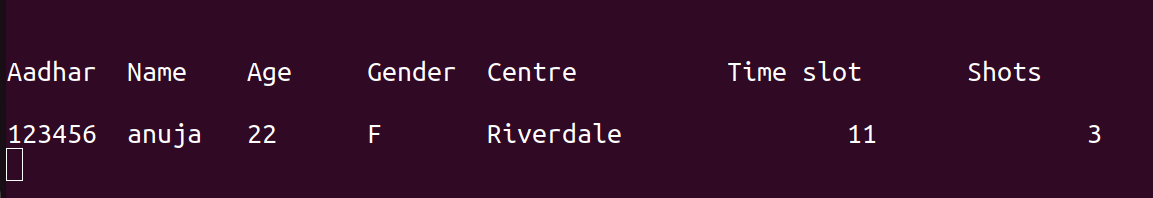 Aadhar Name Age Gender Centre Time slot Shots
123456 anuja 22 F Riverdale 11 3